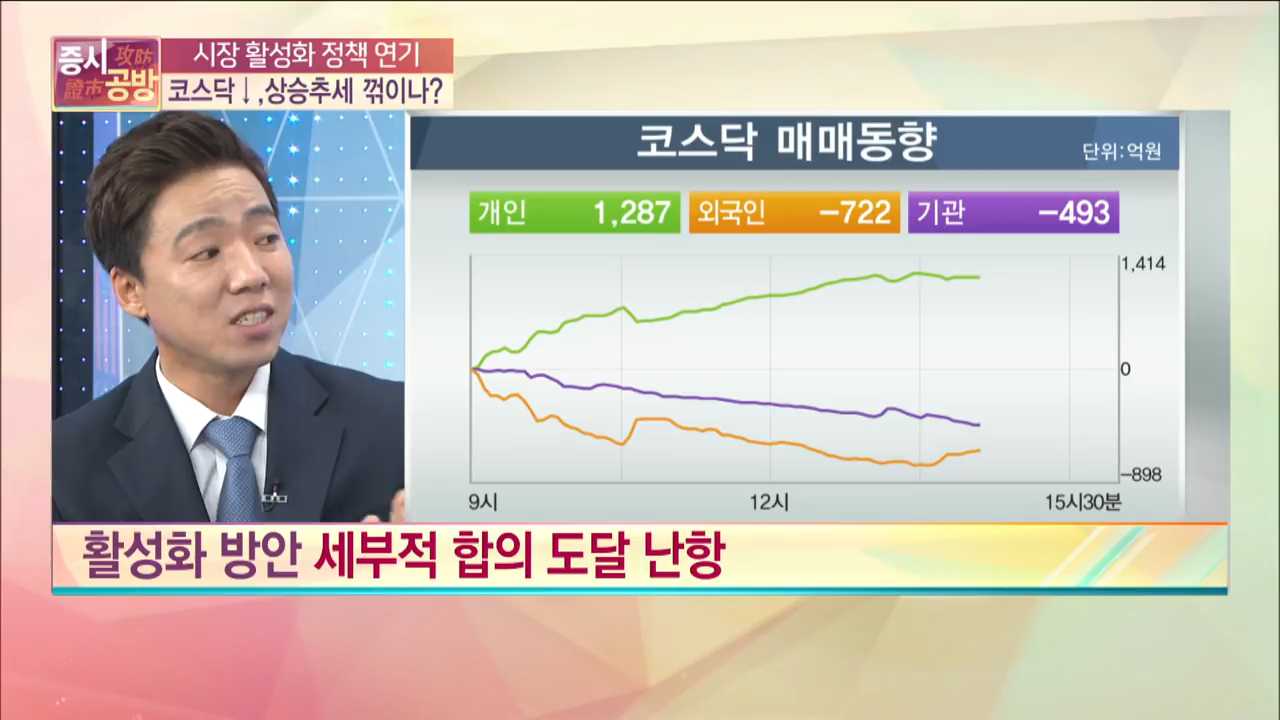 증시 攻防
證市 공방
시장 활성화 정책 연기
코스닥↓,상승추세 꺾이나?
코스닥 매매동향
단위:억원
개인 1,287 외국인 -722 기관 -493
1,414
0
-898
9시 12시 15시30분
활성화 방안 세부적 합의 도달 난항